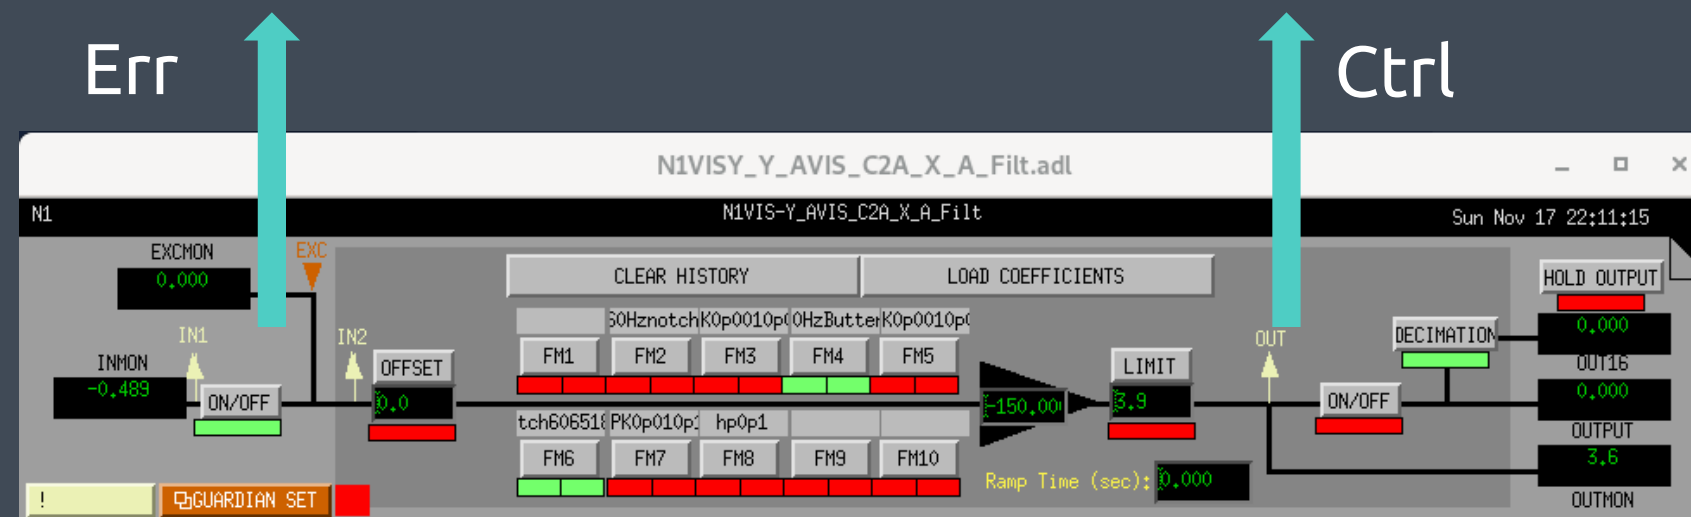 Err
Ctrl
N1VISY_Y_AVIS_C2A_X_A_Filt.adl
N1
N1VIS-Y_AVIS_C2A_X_A_Filt
Sun Nov 17 22:11:15
EXCMON
EXC
0.000
CLEAR HISTORY
LOAD COEFFICIENTS
HOLD OUTPUT
IN1
IN2
OUT
0.000
DECIMATION
OUT16
INMON
-0.489
ON/OFF
OFFSET
0.0
0Hznotch
K0p0010p
0HzButter
K0p0010p
FM1
FM2
FM3
FM4
FM5
-150.00
LIMIT
3.9
ON/OFF
0.000
OUTPUT
tch606518
PK0p010p1
hp0p1
FM6
FM7
FM8
FM9
FM10
Ramp Time (sec):
0.000
3.6
OUTMON
!
GUARDIAN SET